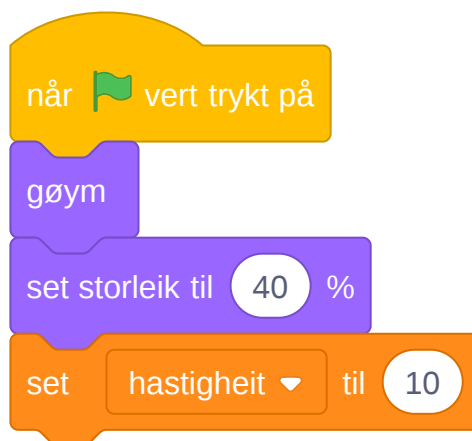 når vert trykt på
gøym
set storleik til 40 %
set hastigheit til 10